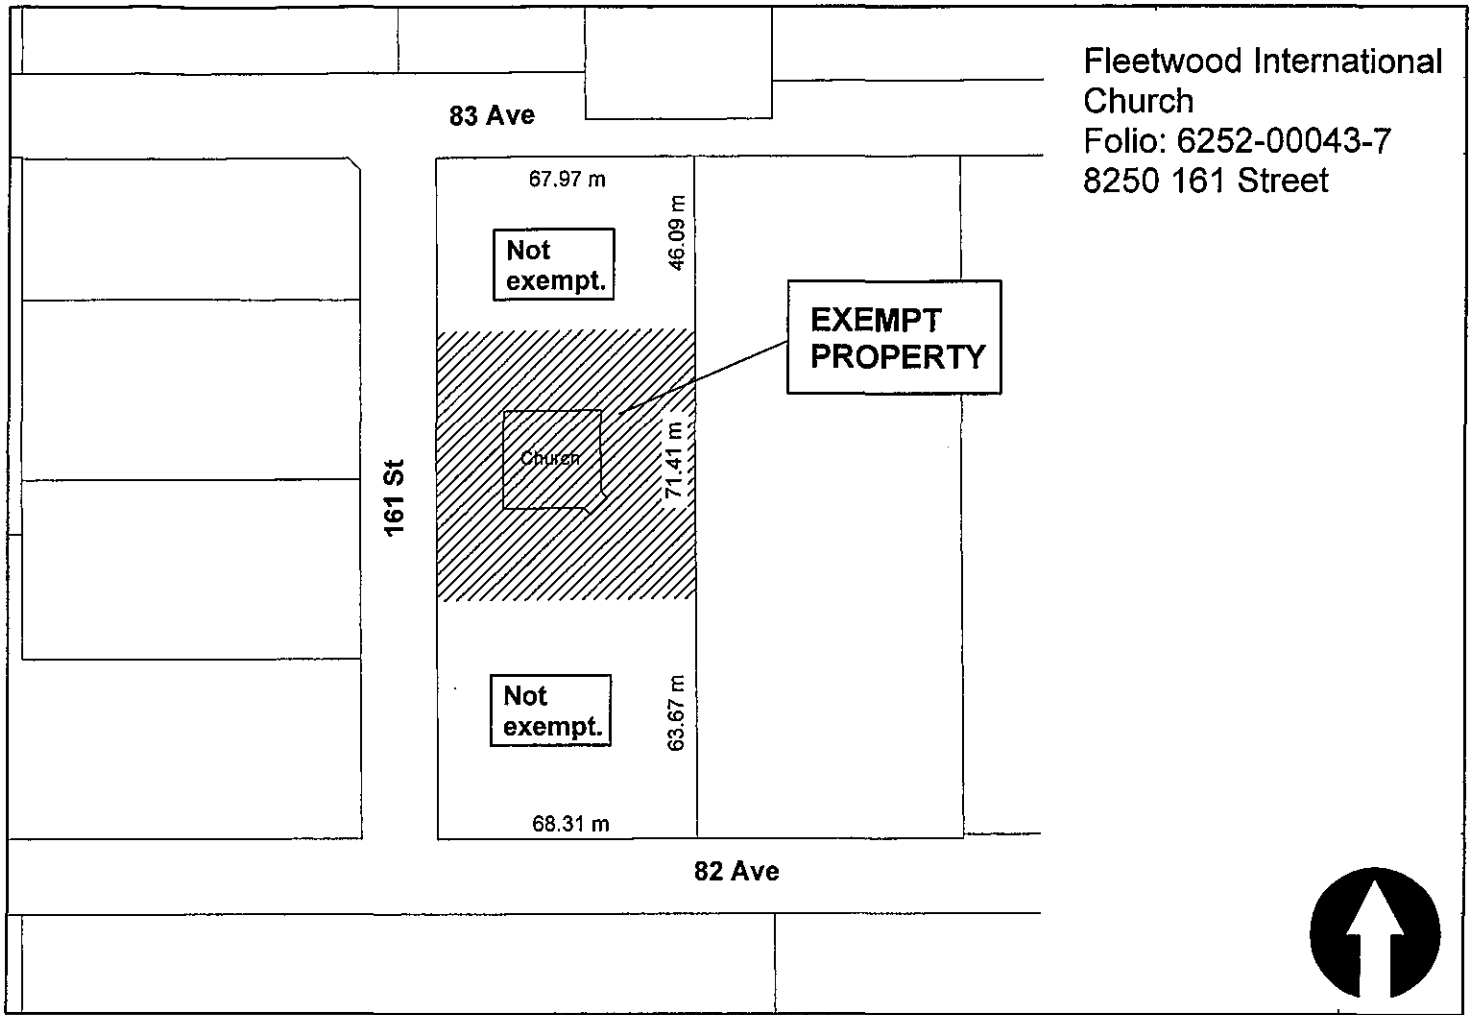 Fleetwood International
Church
Folio: 6252-00043-7
8250 161 Street
83 Ave
67.97 m
46.09 m
Not
exempt.
EXEMPT
PROPERTY
Church
71.41 m
161 St
Not
exempt.
63.67 m
68.31 m
82 Ave